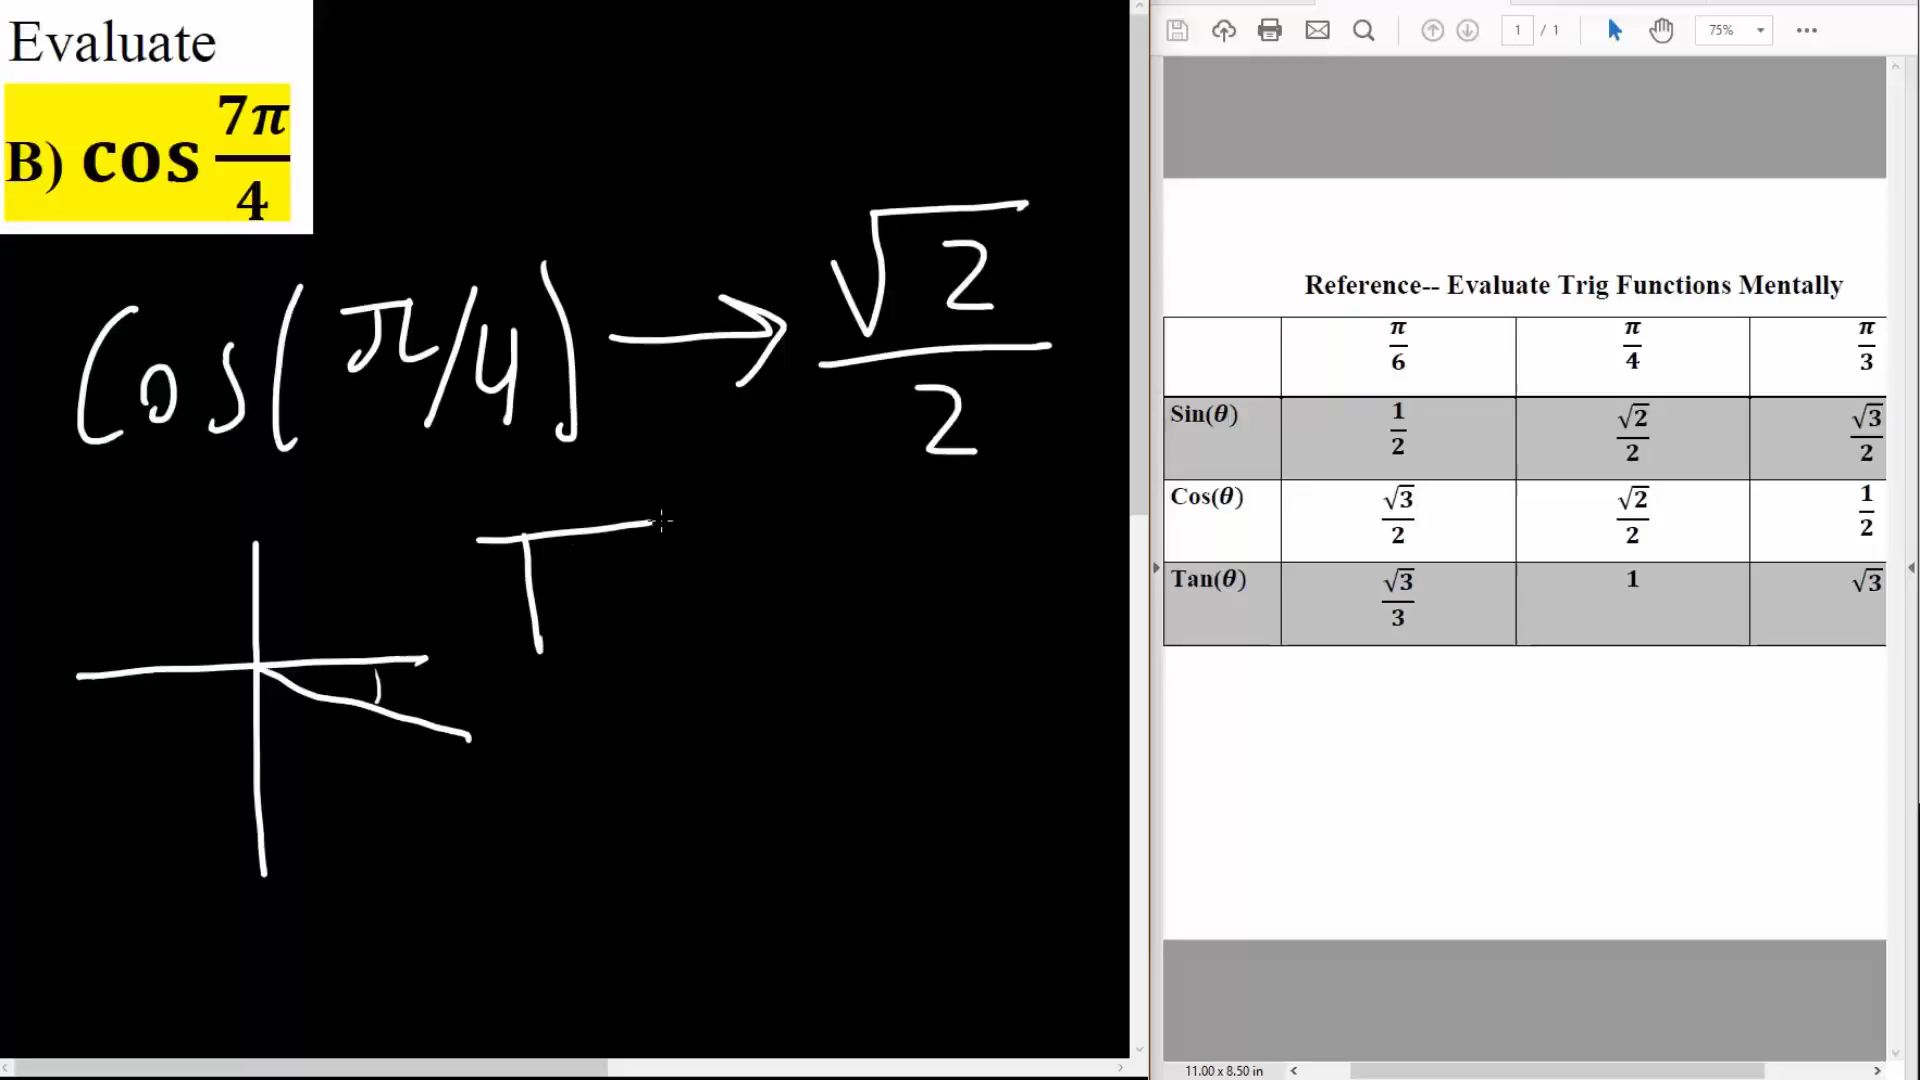 Evaluate
B) cos 7π/4
Cos(π/4) → √2/2
1 / 1
75%
Reference-- Evaluate Trig Functions Mentally
π/6 π/4 π/3
Sin(θ) 1/2 √2/2 √3/2
Cos(θ) √3/2 √2/2 1/2
Tan(θ) √3/3 1 √3
11.00 x 8.50 in